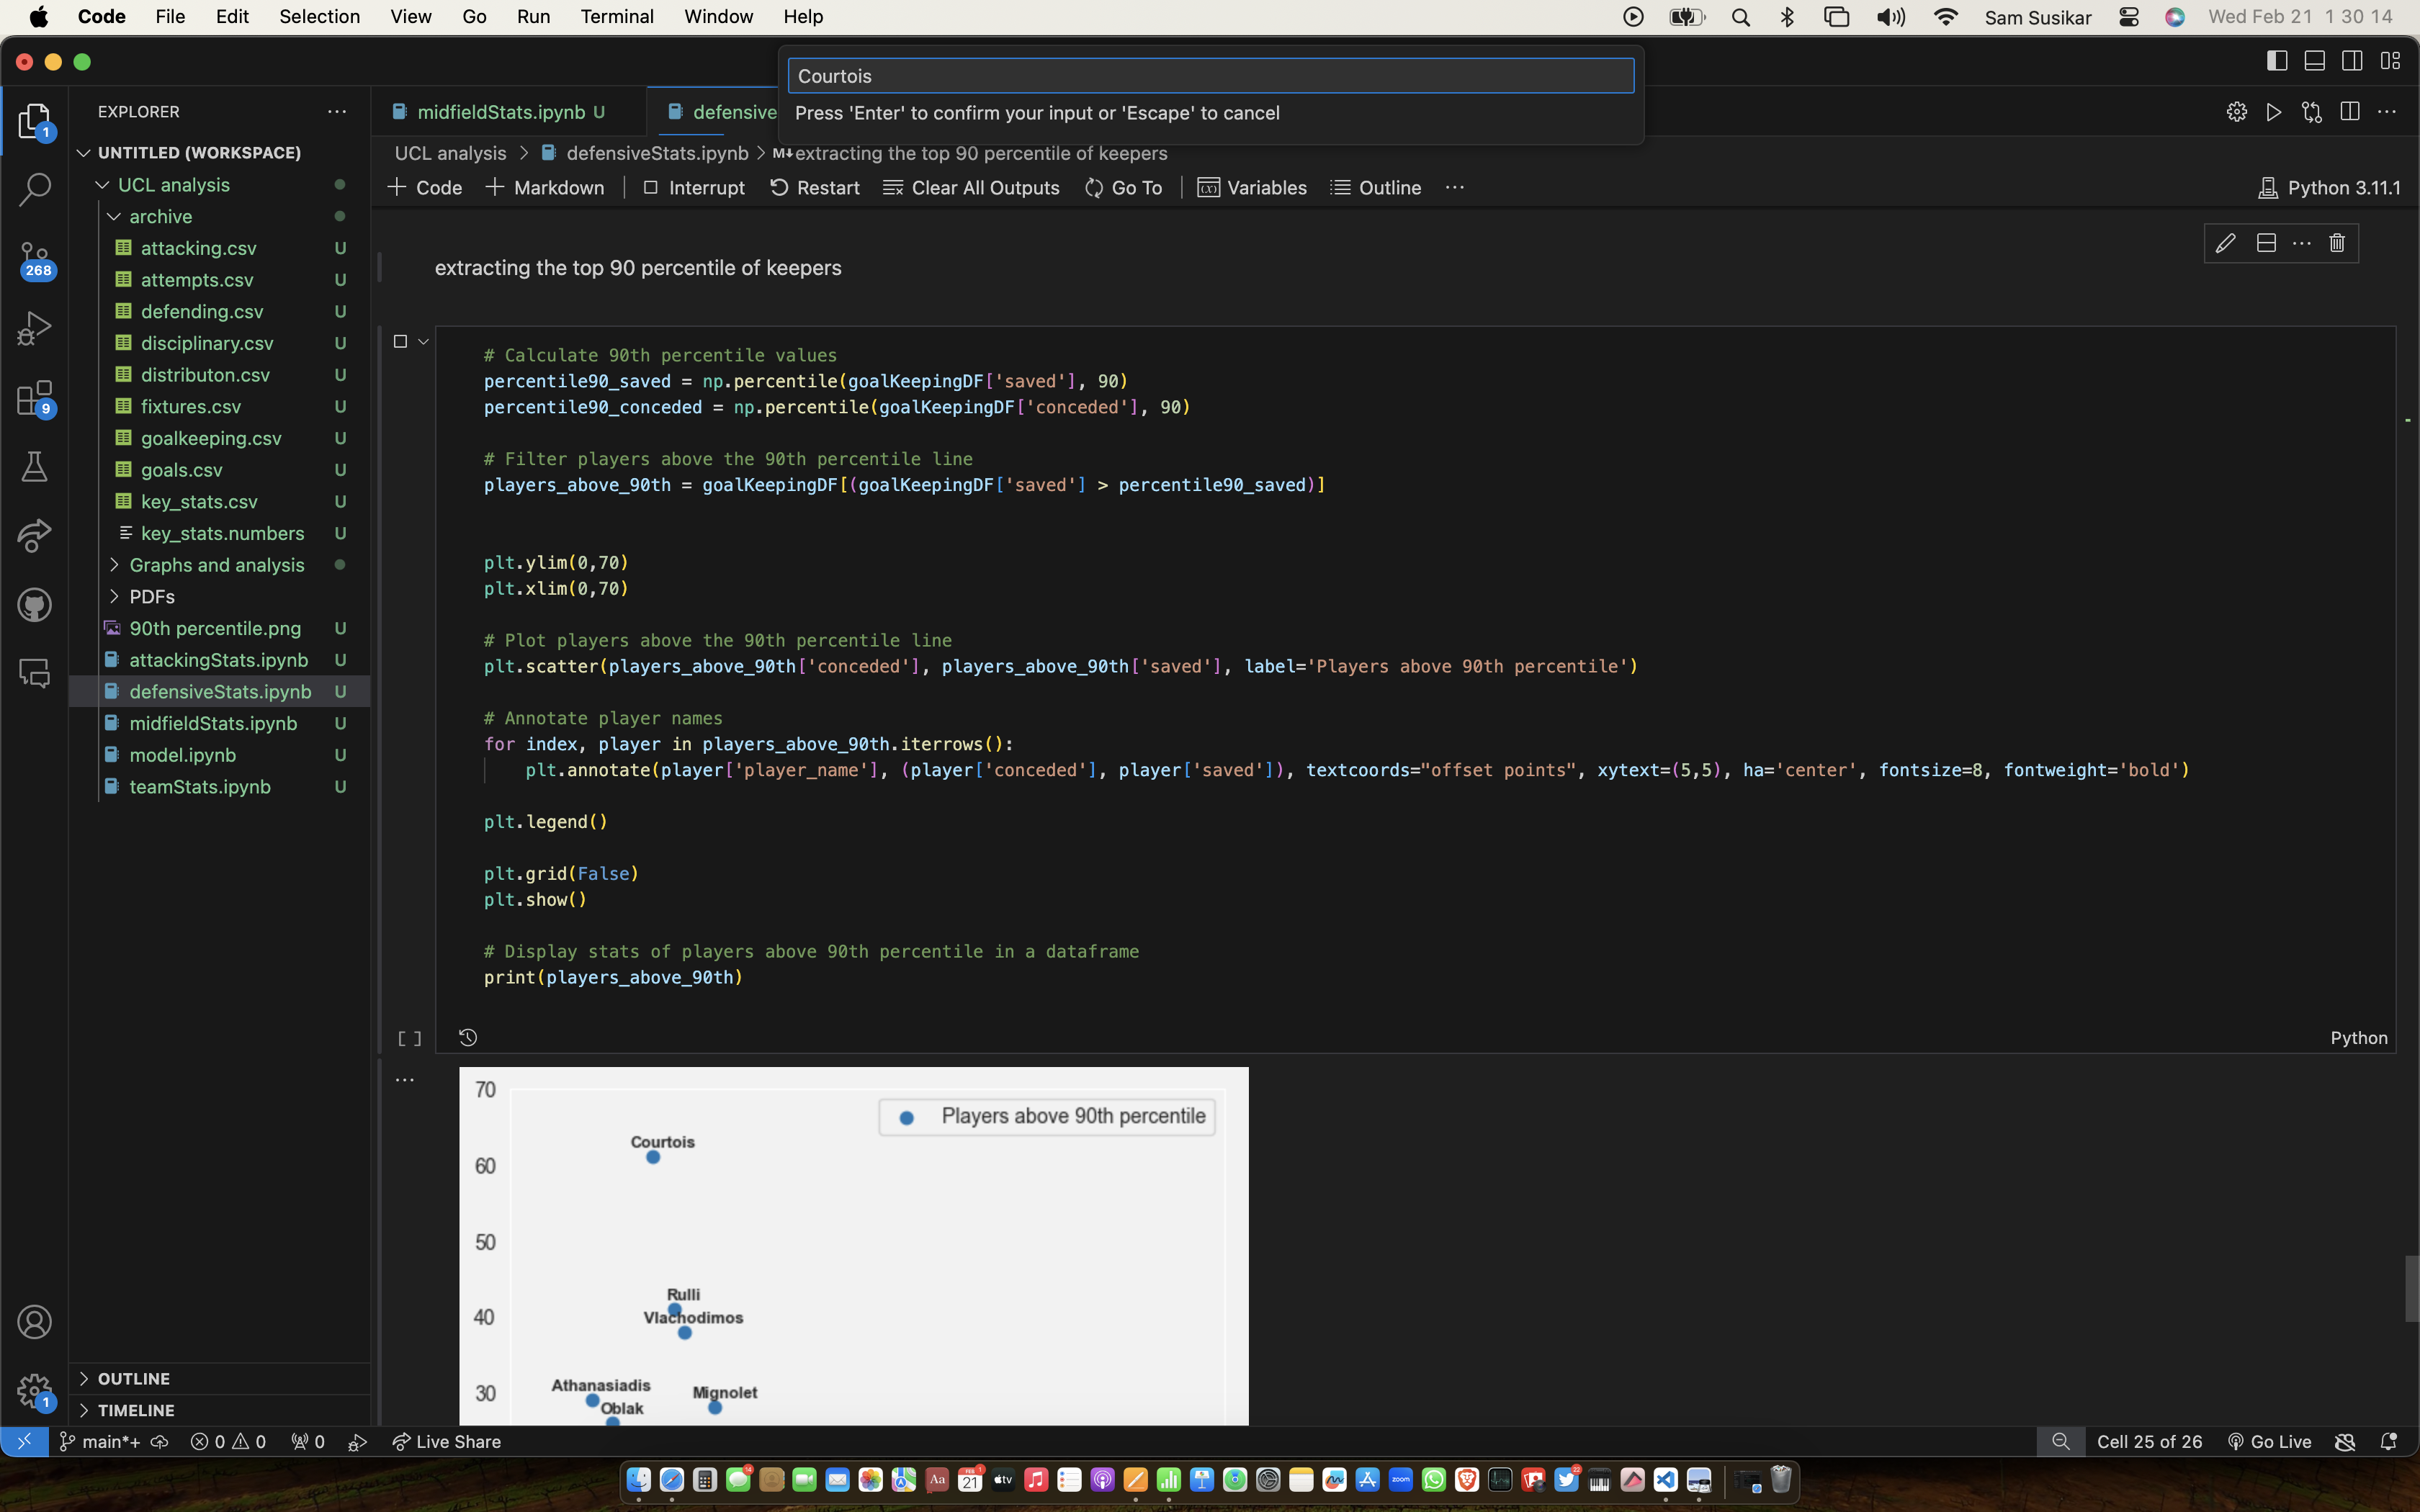 Code File Edit Selection View Go Run Terminal Window Help
Sam Susikar Wed Feb 21 1 30 14
Courtois
Press 'Enter' to confirm your input or 'Escape' to cancel
EXPLORER
midfieldStats.ipynb U
defensive
1
UNTITLED (WORKSPACE)
UCL analysis > defensiveStats.ipynb > M↓ extracting the top 90 percentile of keepers
UCL analysis
+ Code + Markdown Interrupt Restart Clear All Outputs Go To Variables Outline ...
Python 3.11.1
archive
attacking.csv U
attempts.csv U
defending.csv U
disciplinary.csv U
distributon.csv U
fixtures.csv U
goalkeeping.csv U
goals.csv U
key_stats.csv U
key_stats.numbers U
Graphs and analysis
PDFs
90th percentile.png U
attackingStats.ipynb U
defensiveStats.ipynb U
midfieldStats.ipynb U
model.ipynb U
teamStats.ipynb U
268
9
extracting the top 90 percentile of keepers
# Calculate 90th percentile values
percentile90_saved = np.percentile(goalKeepingDF['saved'], 90)
percentile90_conceded = np.percentile(goalKeepingDF['conceded'], 90)
# Filter players above the 90th percentile line
players_above_90th = goalKeepingDF[(goalKeepingDF['saved'] > percentile90_saved)]
plt.ylim(0,70)
plt.xlim(0,70)
# Plot players above the 90th percentile line
plt.scatter(players_above_90th['conceded'], players_above_90th['saved'], label='Players above 90th percentile')
# Annotate player names
for index, player in players_above_90th.iterrows():
plt.annotate(player['player_name'], (player['conceded'], player['saved']), textcoords="offset points", xytext=(5,5), ha='center', fontsize=8, fontweight='bold')
plt.legend()
plt.grid(False)
plt.show()
# Display stats of players above 90th percentile in a dataframe
print(players_above_90th)
[ ]
Python
...
70
Players above 90th percentile
Courtois
60
50
Rulli
40
Vlachodimos
Athanasiadis
Mignolet
30
Oblak
1
OUTLINE
TIMELINE
main*+ 0 0 0 Live Share
Cell 25 of 26 Go Live
Aa
FEB
21
tv
zoom